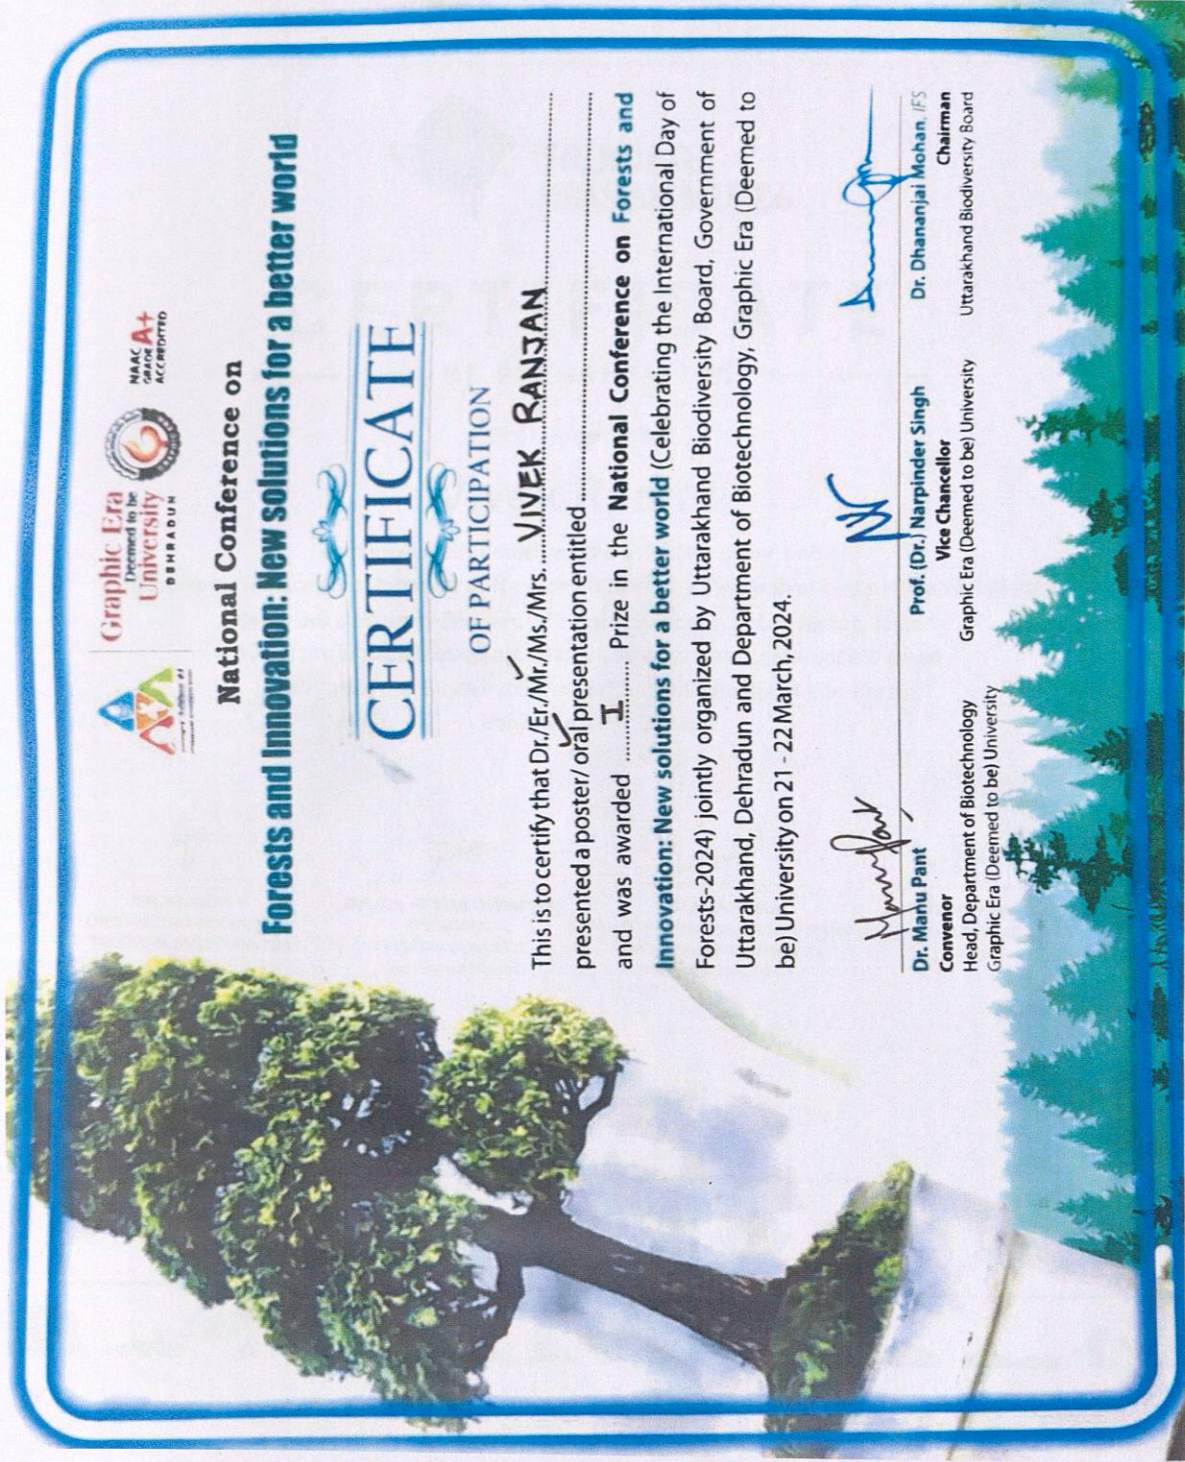 Graphic Era
Deemed to be
University
DEHRADUN
NAAC
GRADE A+
ACCREDITED
National Conference on
Forests and Innovation: New solutions for a better world
CERTIFICATE
OF PARTICIPATION
This is to certify that Dr./Er./Mr./Ms./Mrs. VIVEK RANJAN
presented a poster/ oral presentation entitled
and was awarded I Prize in the National Conference on Forests and
Innovation: New solutions for a better world (Celebrating the International Day of
Forests-2024) jointly organized by Uttarakhand Biodiversity Board, Government of
Uttarakhand, Dehradun and Department of Biotechnology, Graphic Era (Deemed to
be) University on 21 - 22 March, 2024.
Dr. Manu Pant
Convenor
Head, Department of Biotechnology
Graphic Era (Deemed to be) University
Prof. (Dr.) Narpinder Singh
Vice Chancellor
Graphic Era (Deemed to be) University
Dr. Dhananjai Mohan, IFS
Chairman
Uttarakhand Biodiversity Board